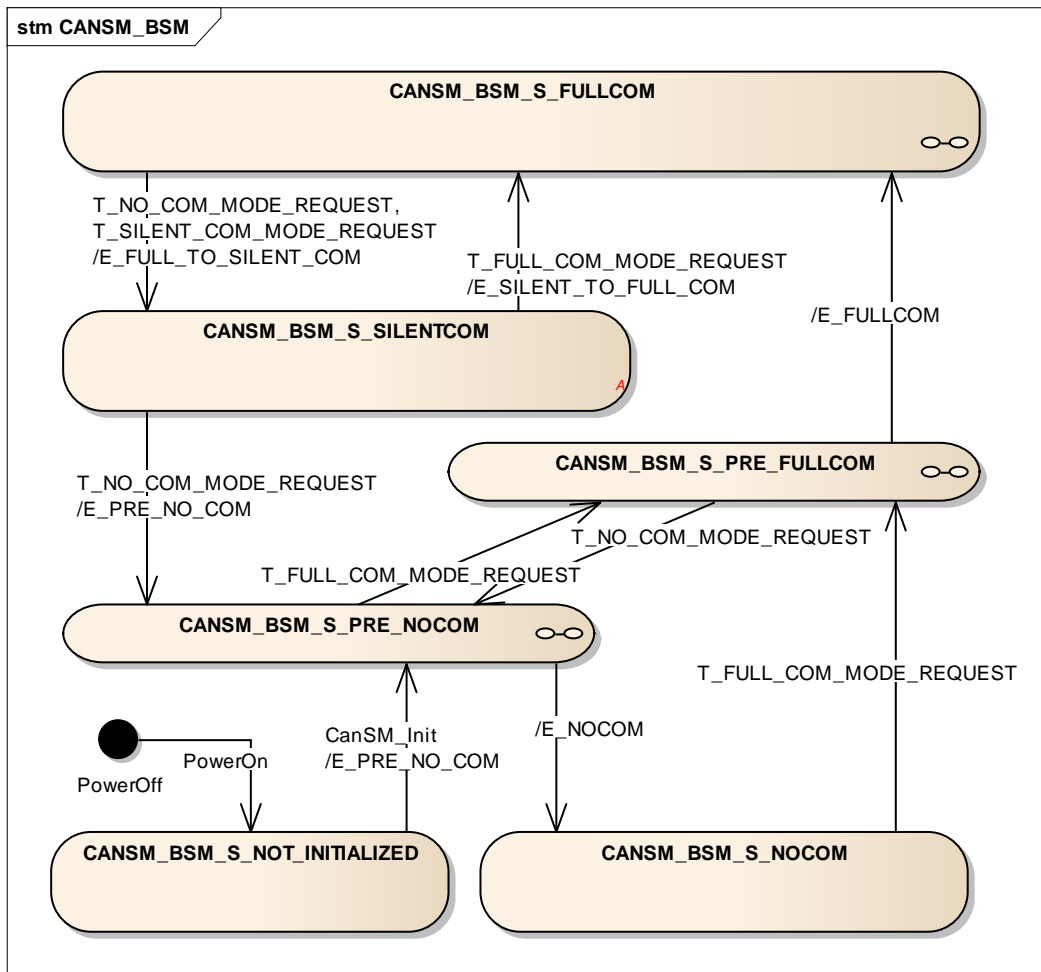 stm CANSM_BSM
CANSM_BSM_S_FULLCOM
T_NO_COM_MODE_REQUEST,
T_SILENT_COM_MODE_REQUEST
/E_FULL_TO_SILENT_COM
T_FULL_COM_MODE_REQUEST
/E_SILENT_TO_FULL_COM
/E_FULLCOM
CANSM_BSM_S_SILENTCOM
A
CANSM_BSM_S_PRE_FULLCOM
T_NO_COM_MODE_REQUEST
/E_PRE_NO_COM
T_NO_COM_MODE_REQUEST
T_FULL_COM_MODE_REQUEST
CANSM_BSM_S_PRE_NOCOM
T_FULL_COM_MODE_REQUEST
CanSM_Init
/E_PRE_NO_COM
/E_NOCOM
PowerOn
PowerOff
CANSM_BSM_S_NOT_INITIALIZED
CANSM_BSM_S_NOCOM